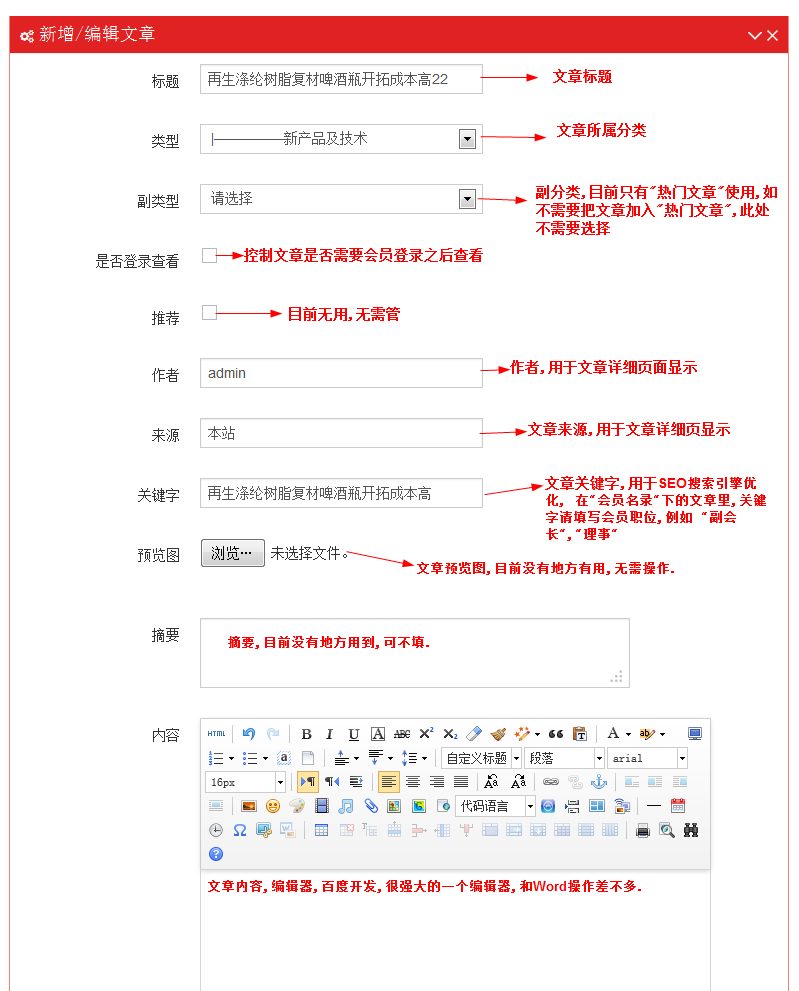 新增/编辑文章
标题
再生涤纶树脂复材啤酒瓶开拓成本高22
文章标题
类型
|—————新产品及技术
文章所属分类
副类型
请选择
副分类,目前只有"热门文章"使用,如
不需要把文章加入"热门文章",此处
不需要选择
是否登录查看
控制文章是否需要会员登录之后查看
推荐
目前无用,无需管
作者
admin
作者,用于文章详细页面显示
来源
本站
文章来源,用于文章详细页显示
关键字
再生涤纶树脂复材啤酒瓶开拓成本高
文章关键字,用于SEO搜索引擎优
化, 在"会员名录"下的文章里,关键
字请填写会员职位,例如 "副会
长","理事"
预览图
浏览… 未选择文件。
文章预览图,目前没有地方有用,无需操作.
摘要
摘要,目前没有地方用到,可不填.
内容
HTML B I U A ABC X² X₂ A ab
自定义标题 段落 arial
16px
代码语言
文章内容,编辑器,百度开发,很强大的一个编辑器,和Word操作差不多.